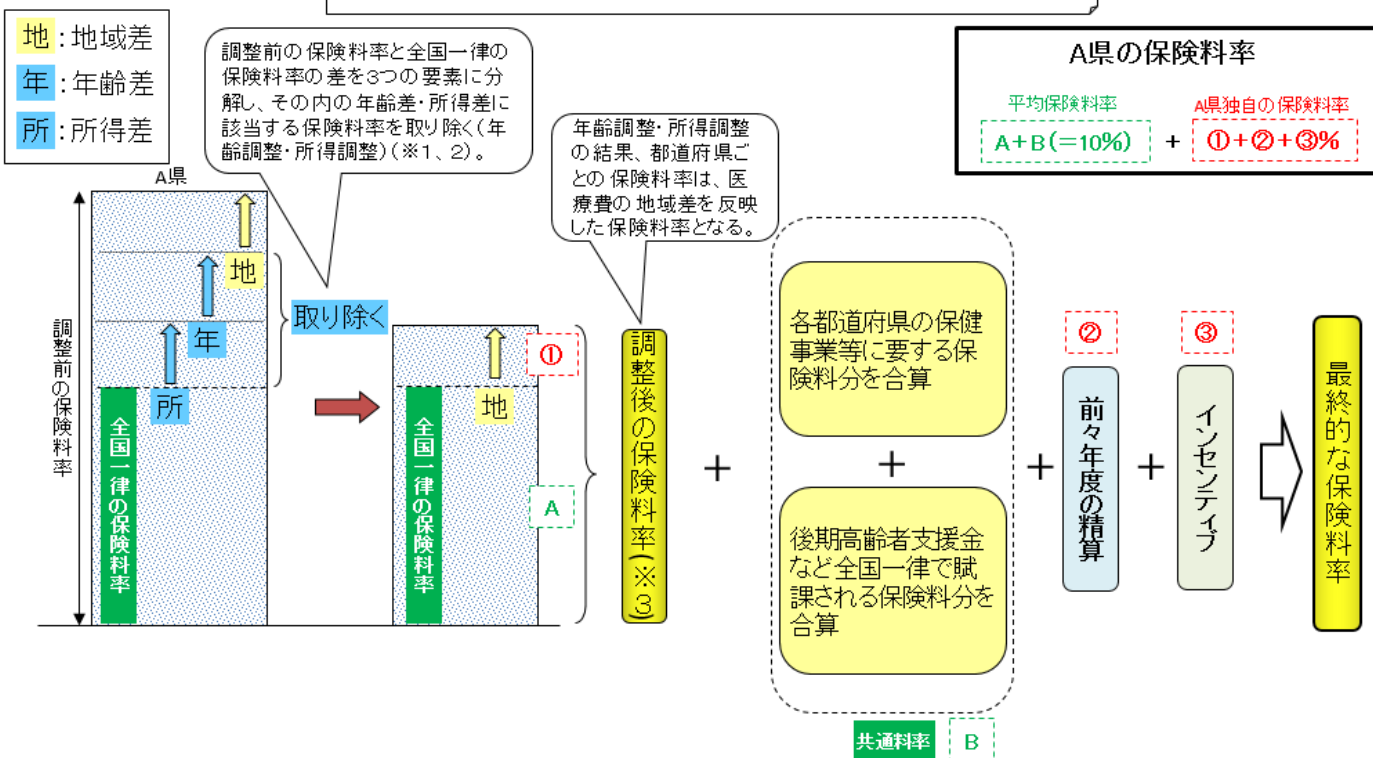 地:地域差
年:年齢差
所:所得差
調整前の保険料率と全国一律の
保険料率の差を3つの要素に分
解し、その内の年齢差・所得差に
該当する保険料率を取り除く(年
齢調整・所得調整)(※1、2)。
年齢調整・所得調整
の結果、都道府県ご
との保険料率は、医
療費の地域差を反映
した保険料率となる。
A県の保険料率
平均保険料率
A県独自の保険料率
A+B(=10%)
+
①+②+③%
A県
調整前の保険料率
地
年
所
全国一律の保険料率
取り除く
地
全国一律の保険料率
①
A
調整後の保険料率(※3)
+
各都道府県の保健
事業等に要する保
険料分を合算
+
後期高齢者支援金
など全国一律で賦
課される保険料分を
合算
共通料率
B
+
②
前々年度の精算
+
③
インセンティブ
最終的な保険料率